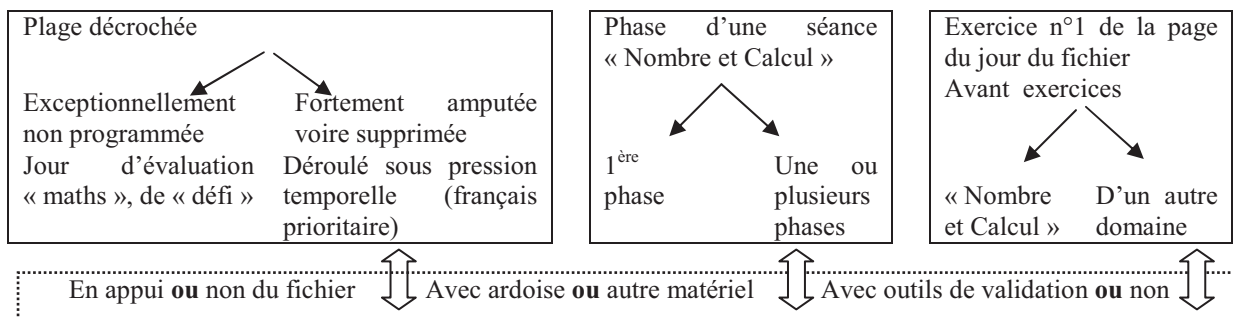 Plage décrochée
Exceptionnellement
non programmée
Jour d'évaluation
« maths », de « défi »
Fortement amputée
voire supprimée
Déroulé sous pression
temporelle (français
prioritaire)
Phase d'une séance
« Nombre et Calcul »
1ère
phase
Une ou
plusieurs
phases
Exercice n°1 de la page
du jour du fichier
Avant exercices
« Nombre
et Calcul »
D'un autre
domaine
En appui ou non du fichier
Avec ardoise ou autre matériel
Avec outils de validation ou non